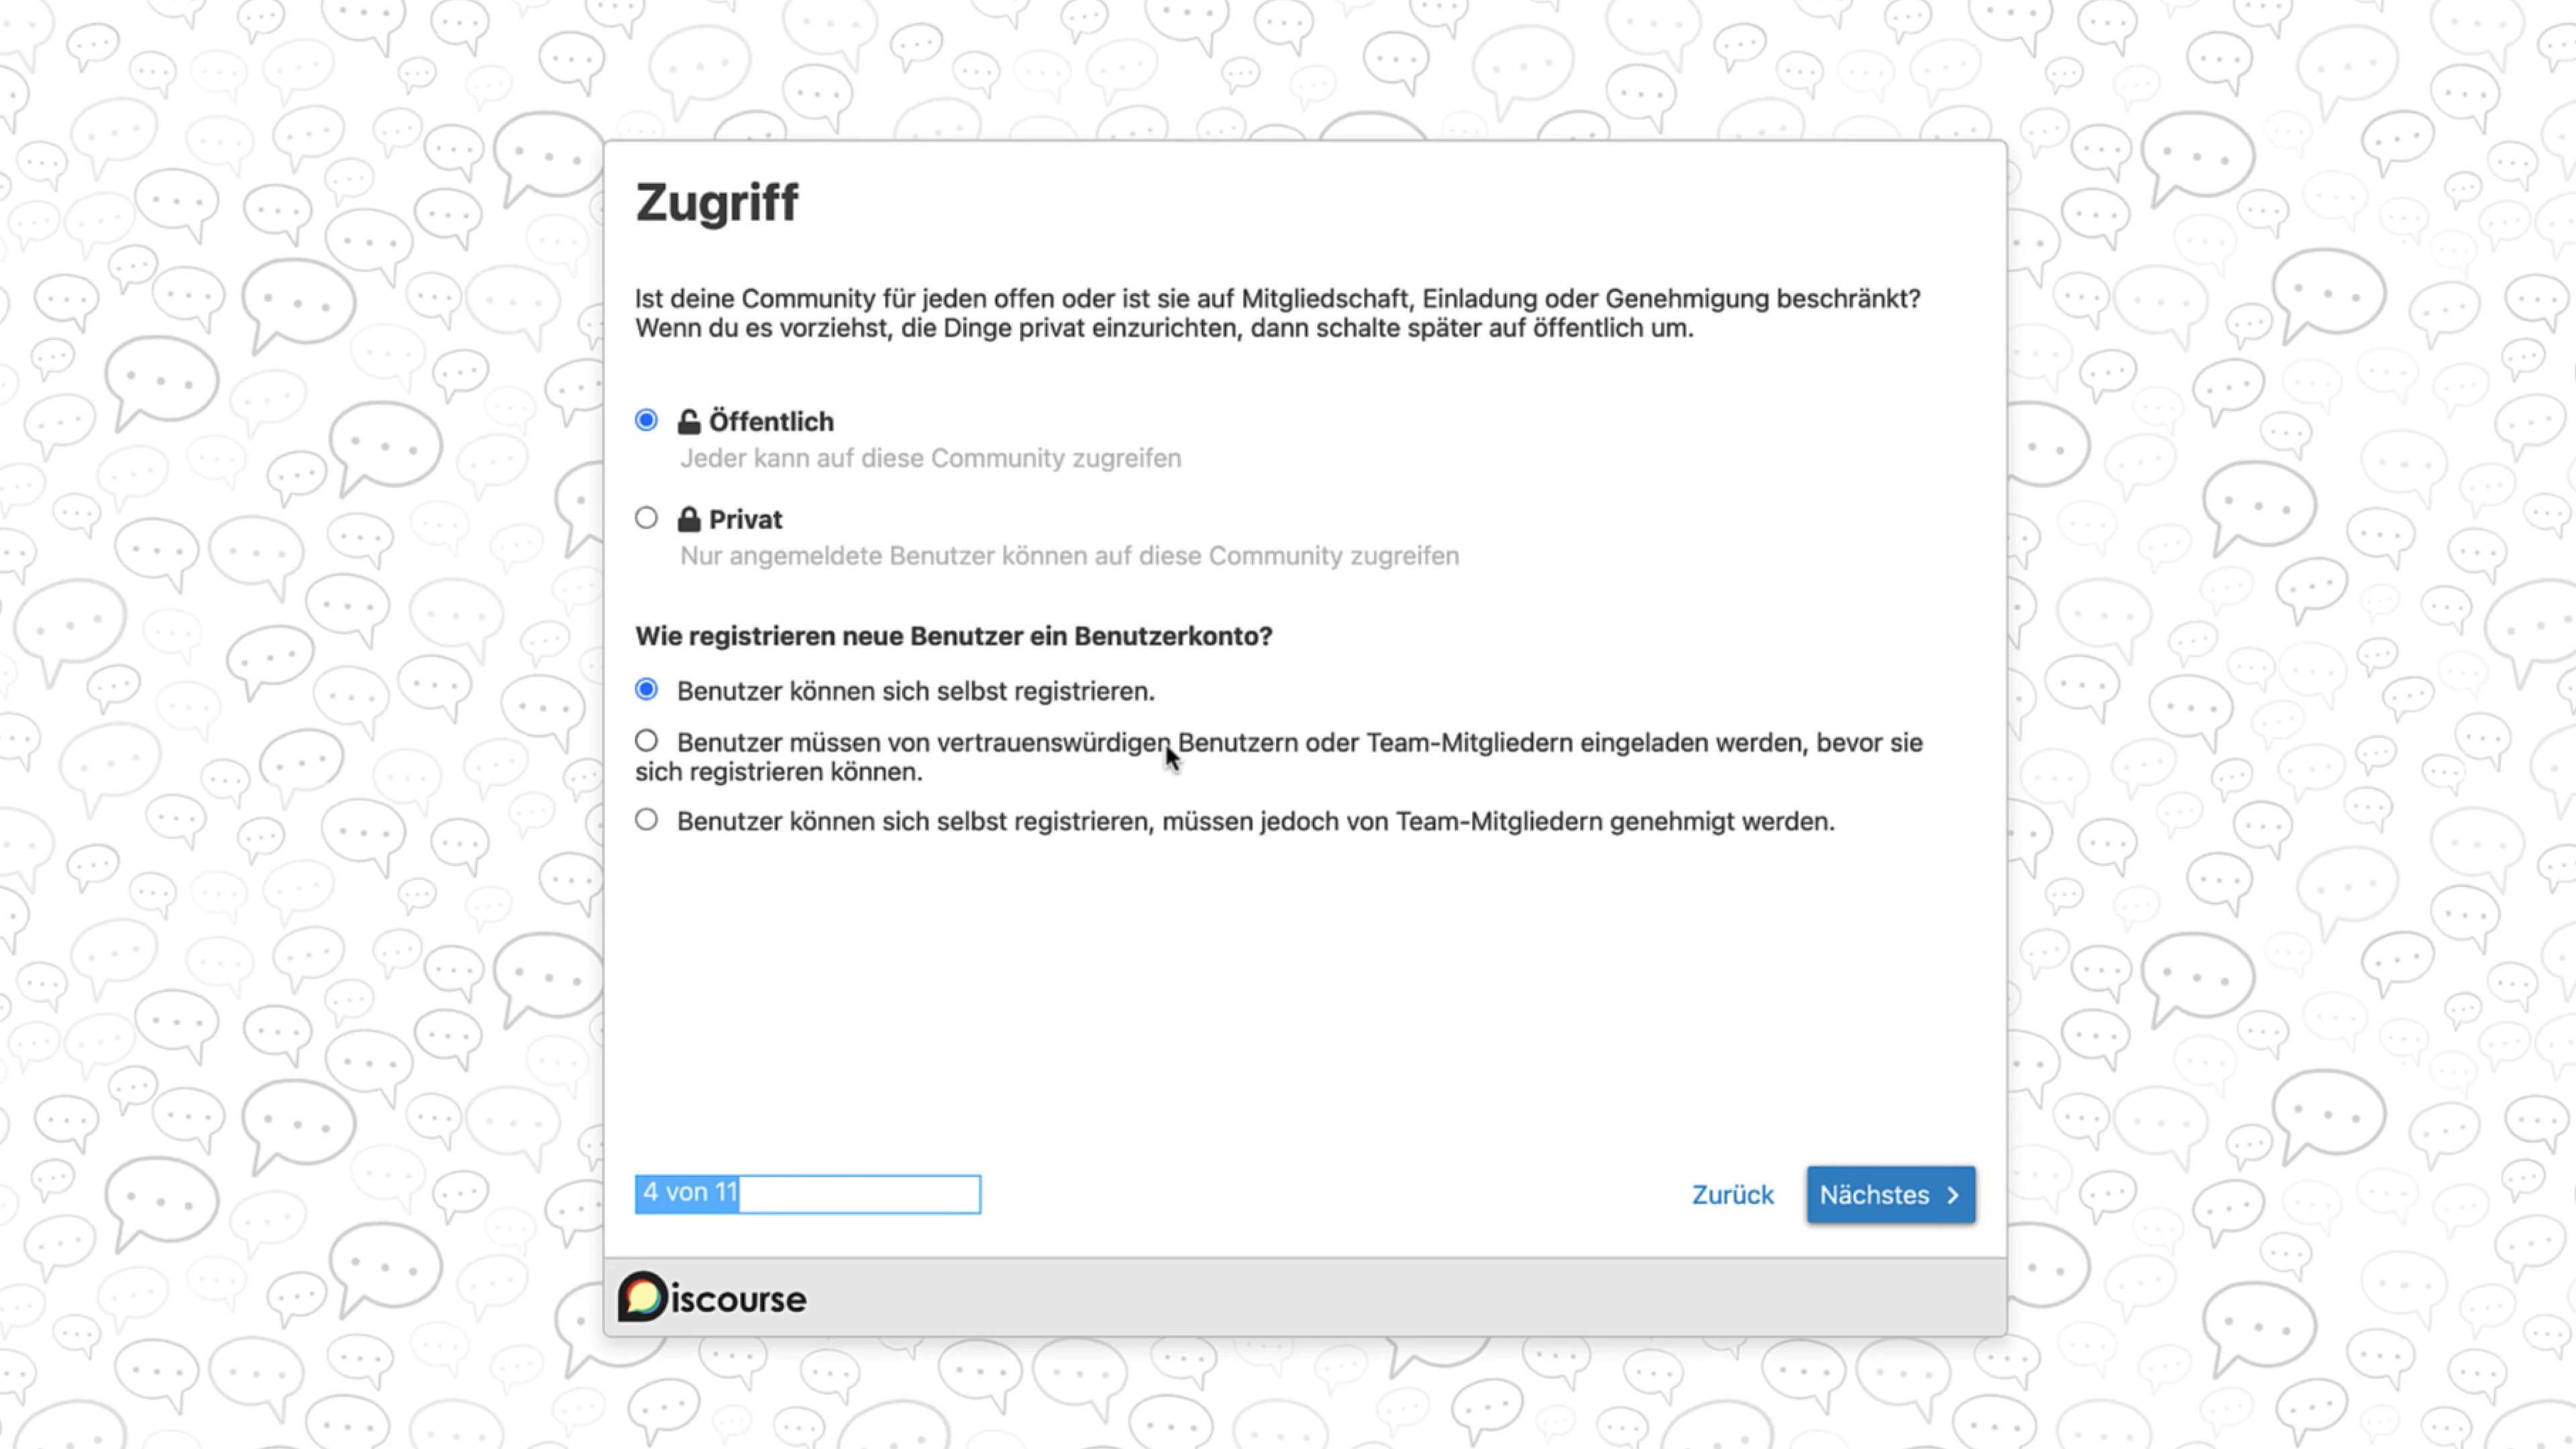 Zugriff
Ist deine Community für jeden offen oder ist sie auf Mitgliedschaft, Einladung oder Genehmigung beschränkt?
Wenn du es vorziehst, die Dinge privat einzurichten, dann schalte später auf öffentlich um.
Öffentlich
Jeder kann auf diese Community zugreifen
Privat
Nur angemeldete Benutzer können auf diese Community zugreifen
Wie registrieren neue Benutzer ein Benutzerkonto?
Benutzer können sich selbst registrieren.
Benutzer müssen von vertrauenswürdigen Benutzern oder Team-Mitgliedern eingeladen werden, bevor sie
sich registrieren können.
Benutzer können sich selbst registrieren, müssen jedoch von Team-Mitgliedern genehmigt werden.
4 von 11
Zurück
Nächstes
Discourse